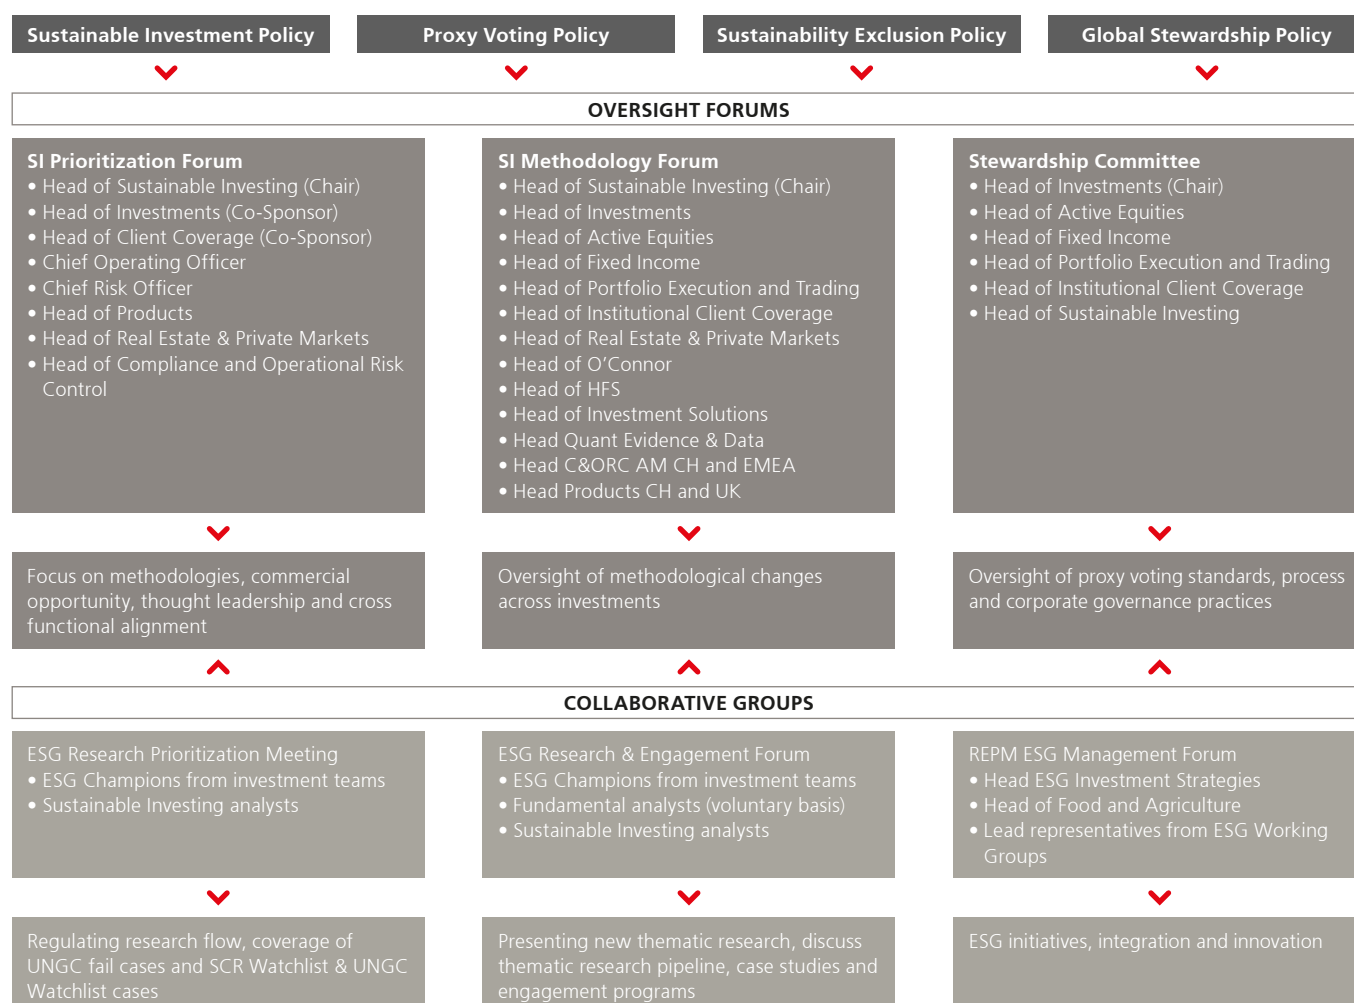 Sustainable Investment Policy
Proxy Voting Policy
Sustainability Exclusion Policy
Global Stewardship Policy
OVERSIGHT FORUMS
SI Prioritization Forum
• Head of Sustainable Investing (Chair)
• Head of Investments (Co-Sponsor)
• Head of Client Coverage (Co-Sponsor)
• Chief Operating Officer
• Chief Risk Officer
• Head of Products
• Head of Real Estate & Private Markets
• Head of Compliance and Operational Risk
Control
SI Methodology Forum
• Head of Sustainable Investing (Chair)
• Head of Investments
• Head of Active Equities
• Head of Fixed Income
• Head of Portfolio Execution and Trading
• Head of Institutional Client Coverage
• Head of Real Estate & Private Markets
• Head of O’Connor
• Head of HFS
• Head of Investment Solutions
• Head Quant Evidence & Data
• Head C&ORC AM CH and EMEA
• Head Products CH and UK
Stewardship Committee
• Head of Investments (Chair)
• Head of Active Equities
• Head of Fixed Income
• Head of Portfolio Execution and Trading
• Head of Institutional Client Coverage
• Head of Sustainable Investing
Focus on methodologies, commercial
opportunity, thought leadership and cross
functional alignment
Oversight of methodological changes
across investments
Oversight of proxy voting standards, process
and corporate governance practices
COLLABORATIVE GROUPS
ESG Research Prioritization Meeting
• ESG Champions from investment teams
• Sustainable Investing analysts
ESG Research & Engagement Forum
• ESG Champions from investment teams
• Fundamental analysts (voluntary basis)
• Sustainable Investing analysts
REPM ESG Management Forum
• Head ESG Investment Strategies
• Head of Food and Agriculture
• Lead representatives from ESG Working
Groups
Regulating research flow, coverage of
UNGC fail cases and SCR Watchlist & UNGC
Watchlist cases
Presenting new thematic research, discuss
thematic research pipeline, case studies and
engagement programs
ESG initiatives, integration and innovation